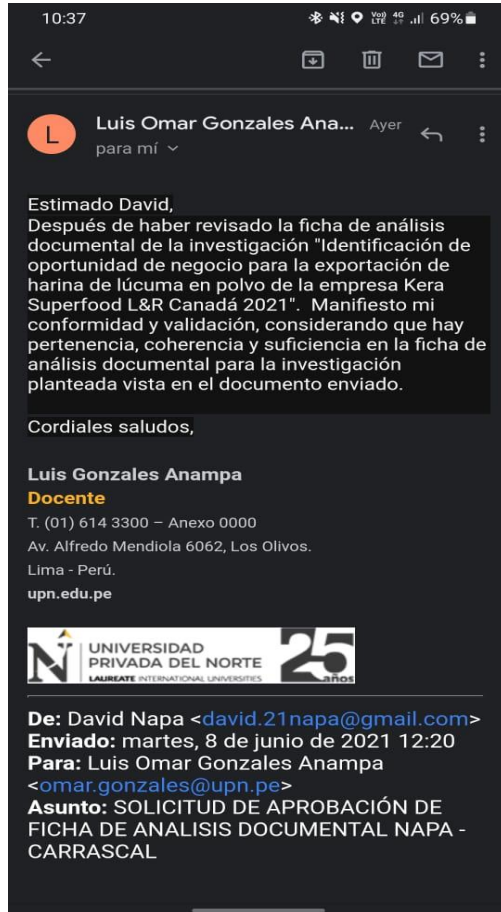 10:37
Vo)) LTE 4G 69%
L
Luis Omar Gonzales Ana... Ayer
para mí
Estimado David,
Después de haber revisado la ficha de análisis
documental de la investigación "Identificación de
oportunidad de negocio para la exportación de
harina de lúcuma en polvo de la empresa Kera
Superfood L&R Canadá 2021". Manifiesto mi
conformidad y validación, considerando que hay
pertenencia, coherencia y suficiencia en la ficha de
análisis documental para la investigación
planteada vista en el documento enviado.
Cordiales saludos,
Luis Gonzales Anampa
Docente
T. (01) 614 3300 – Anexo 0000
Av. Alfredo Mendiola 6062, Los Olivos.
Lima - Perú.
upn.edu.pe
N UNIVERSIDAD
PRIVADA DEL NORTE
LAUREATE INTERNATIONAL UNIVERSITIES
25 años
De: David Napa <david.21napa@gmail.com>
Enviado: martes, 8 de junio de 2021 12:20
Para: Luis Omar Gonzales Anampa
<omar.gonzales@upn.pe>
Asunto: SOLICITUD DE APROBACIÓN DE
FICHA DE ANALISIS DOCUMENTAL NAPA -
CARRASCAL